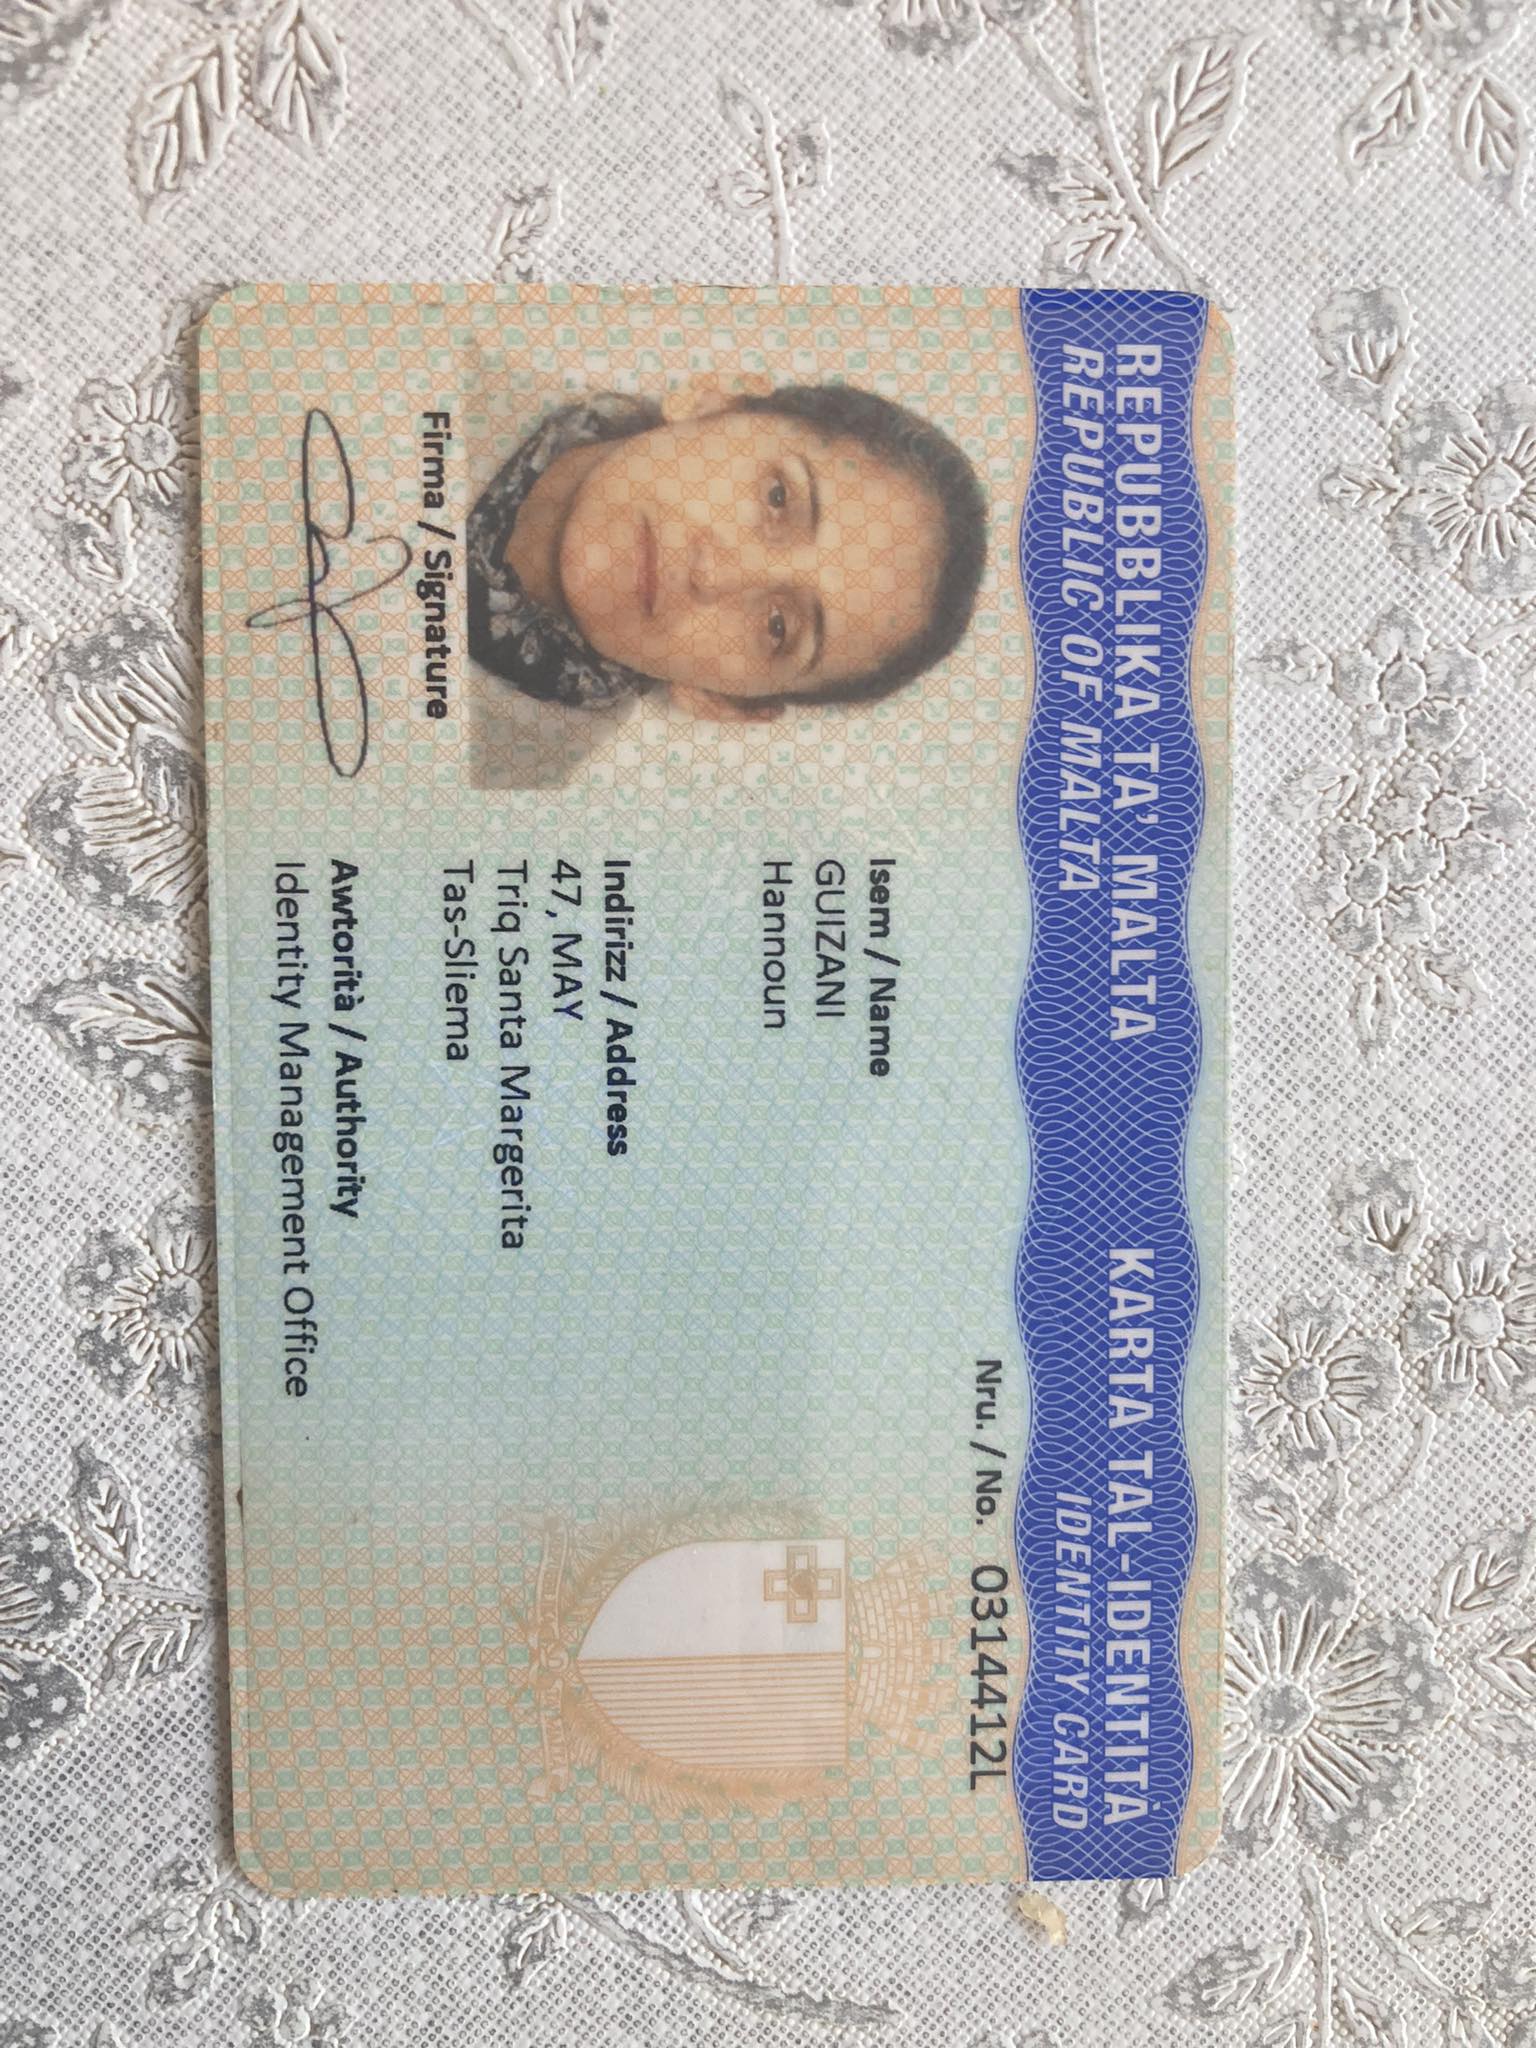 REPUBBLIKA TA' MALTA KARTA TAL-IDENTITÀ
REPUBLIC OF MALTA IDENTITY CARD
Nru. / No. 0314412L
Isem / Name
GUIZANI
Hannoun
Indirizz / Address
47, MAY
Triq Santa Margerita
Tas-Sliema
Firma / Signature
Awtorità / Authority
Identity Management Office